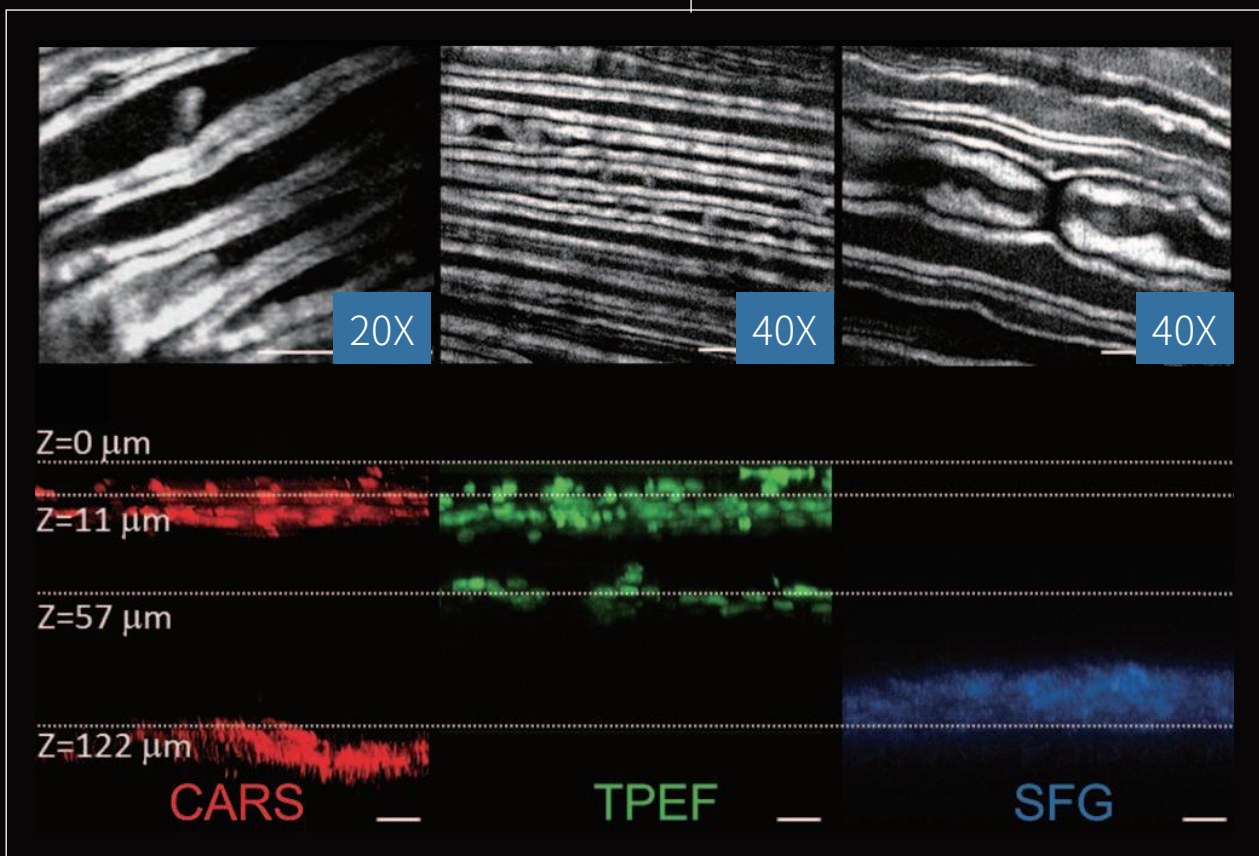 20X
40X
40X
Z=0 μm
Z=11 μm
Z=57 μm
Z=122 μm
CARS
TPEF
SFG